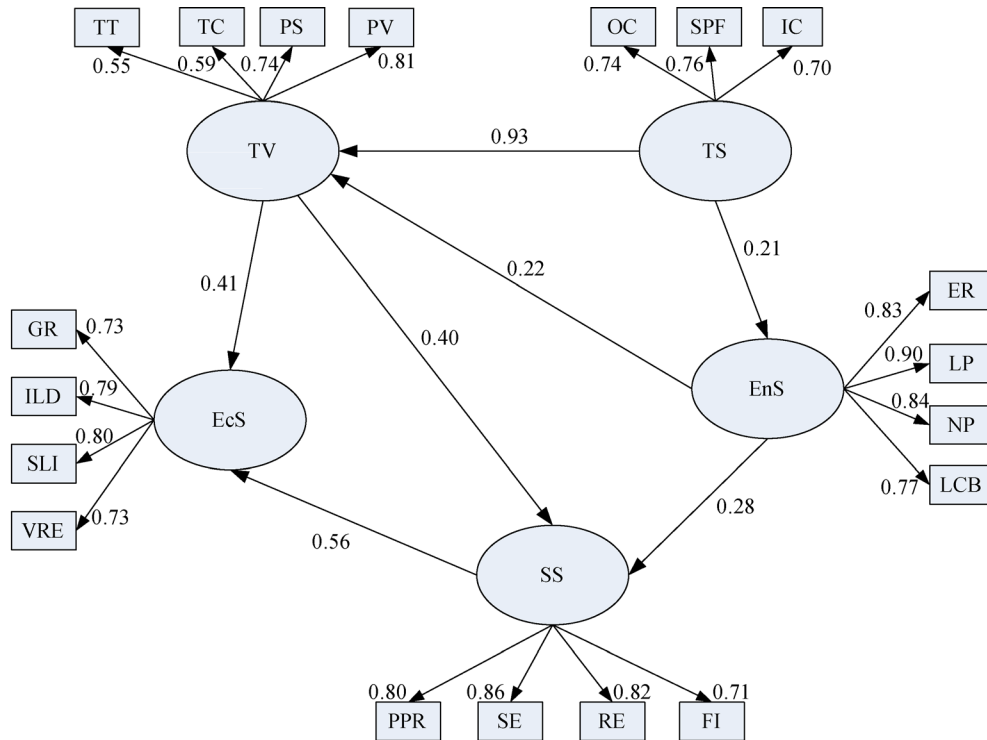 TT
TC
PS
PV
OC
SPF
IC
0.55
0.59
0.74
0.81
0.74
0.76
0.70
TV
0.93
TS
0.41
0.40
0.22
0.21
GR
0.73
ILD
0.79
SLI
0.80
VRE
0.73
EcS
EnS
0.83
ER
0.90
LP
0.84
NP
0.77
LCB
0.56
0.28
SS
0.80
0.86
0.82
0.71
PPR
SE
RE
FI